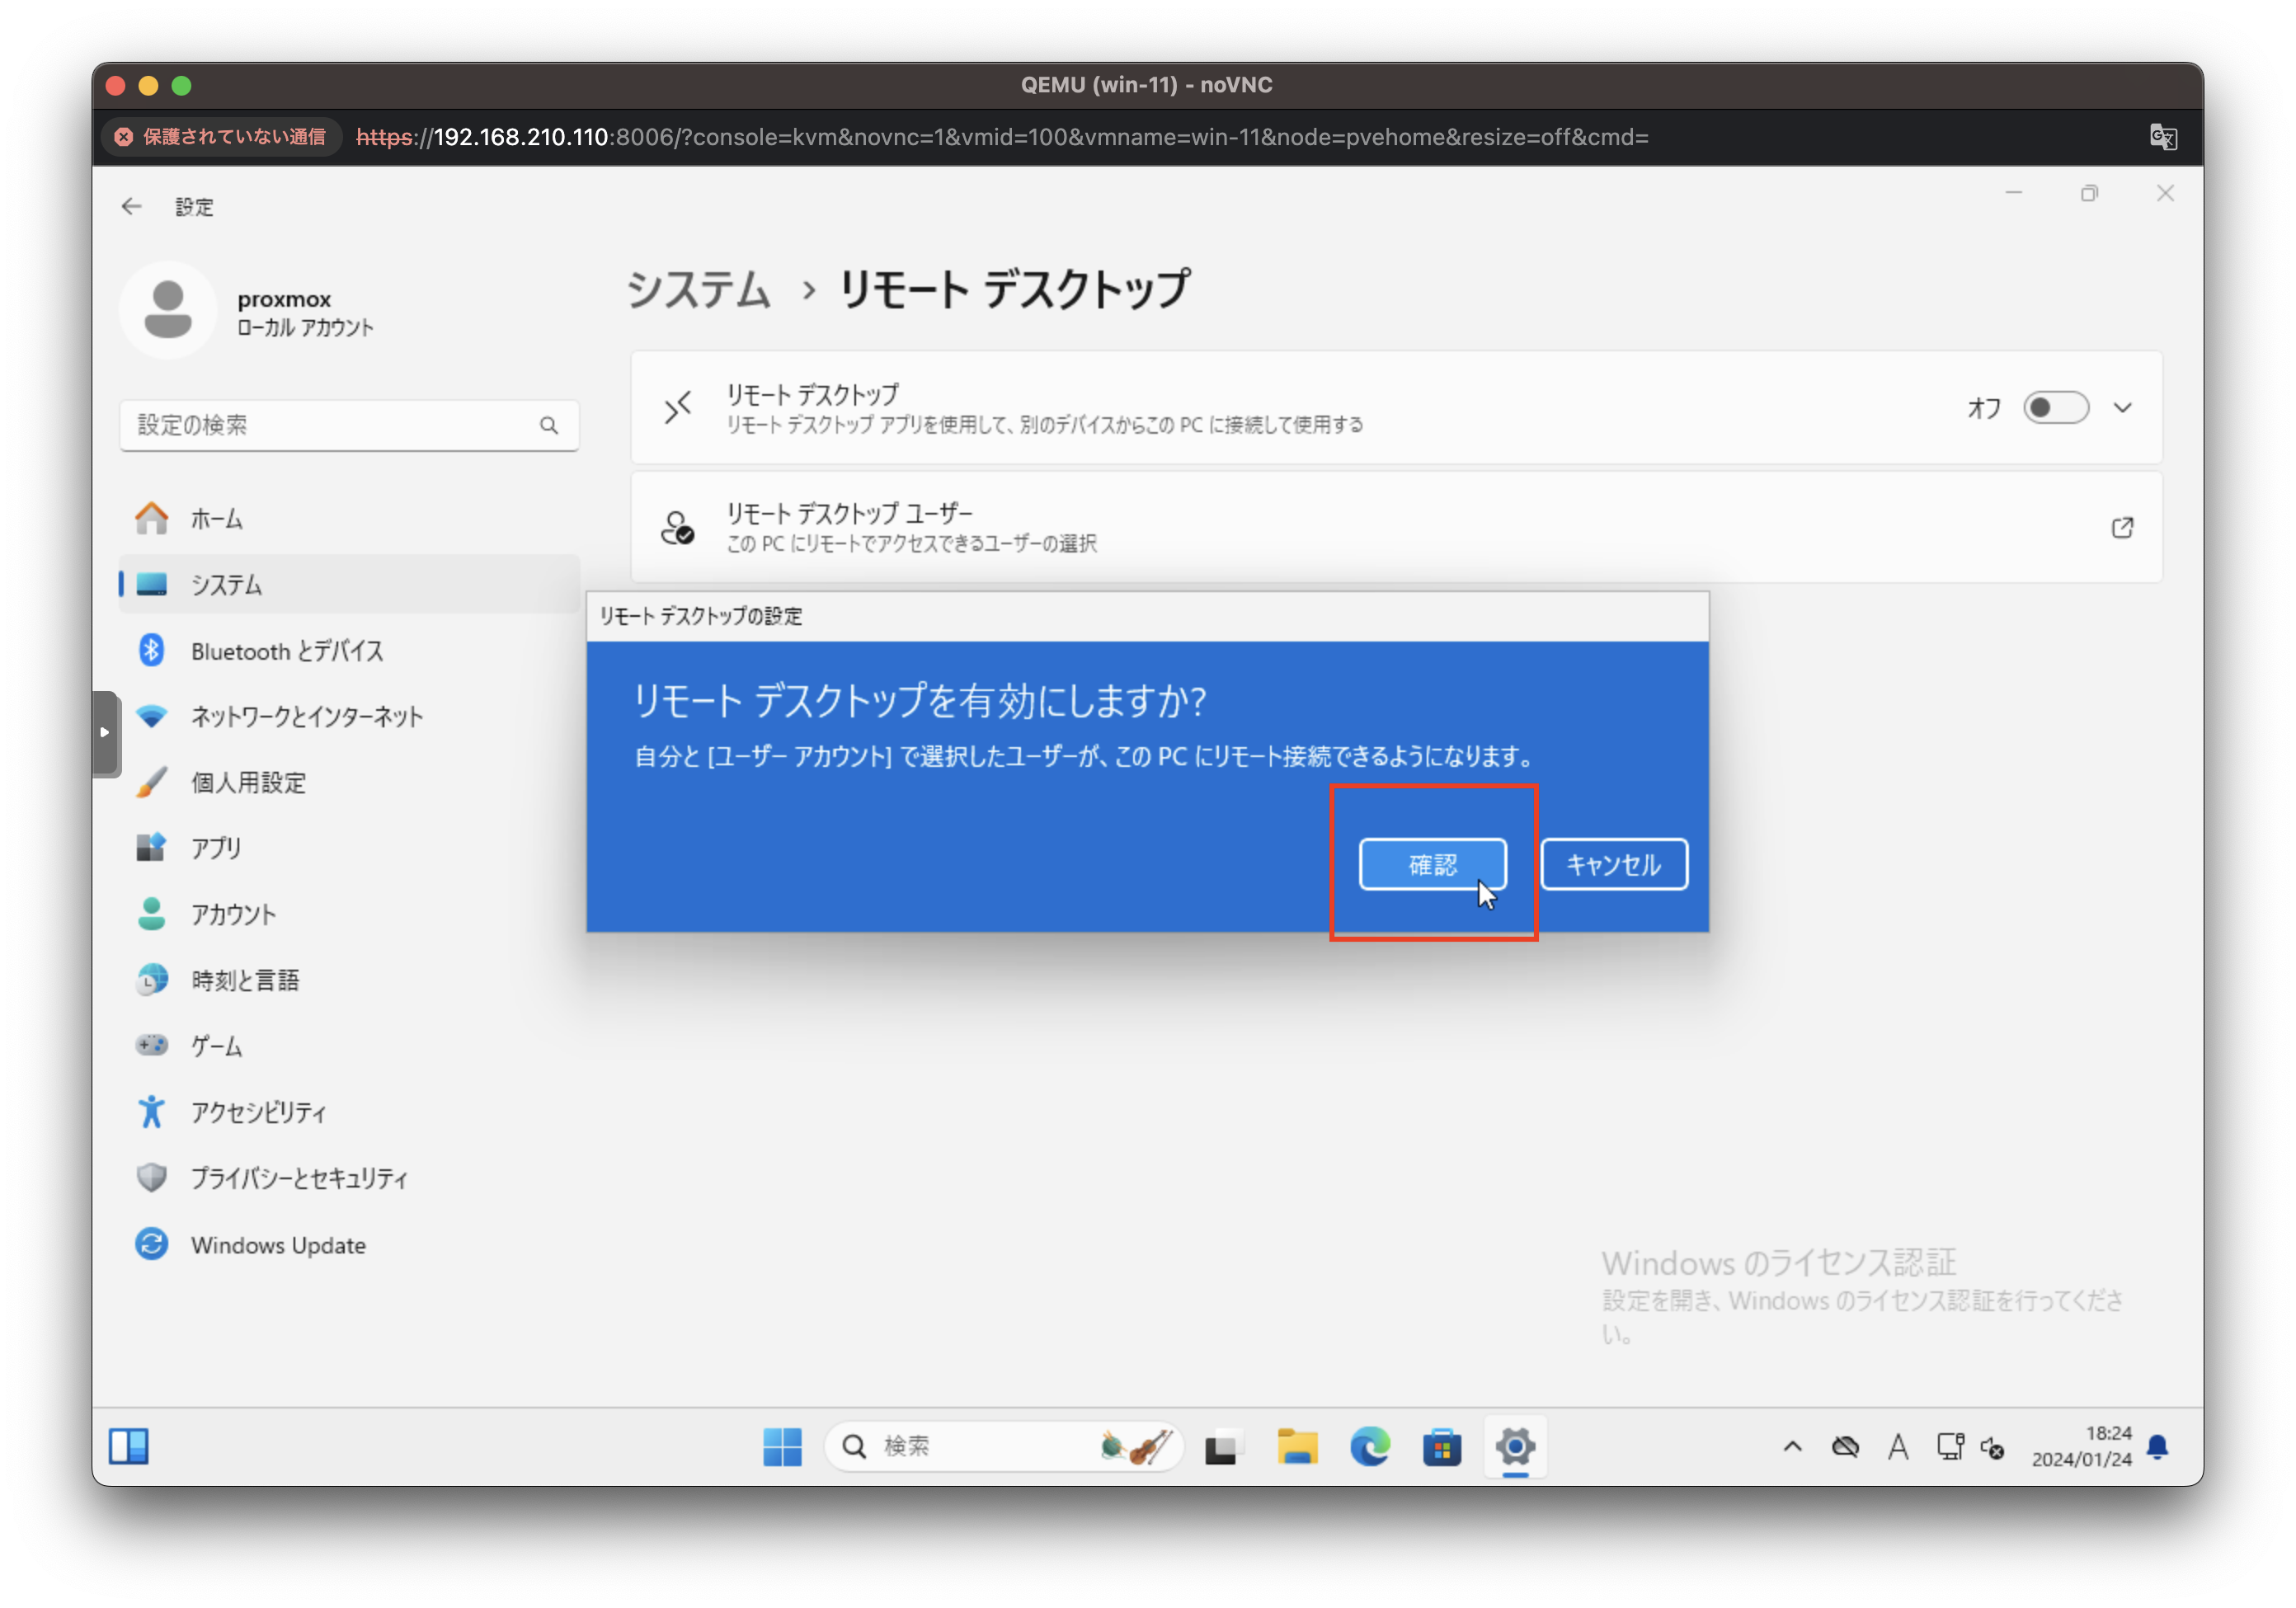 QEMU (win-11) - noVNC
保護されていない通信 https://192.168.210.110:8006/?console=kvm&novnc=1&vmid=100&vmname=win-11&node=pvehome&resize=off&cmd=
設定
proxmox
ローカル アカウント
設定の検索
ホーム
システム
Bluetooth とデバイス
ネットワークとインターネット
個人用設定
アプリ
アカウント
時刻と言語
ゲーム
アクセシビリティ
プライバシーとセキュリティ
Windows Update
システム › リモート デスクトップ
リモート デスクトップ
リモート デスクトップ アプリを使用して、別のデバイスからこの PC に接続して使用する
オフ
リモート デスクトップ ユーザー
この PC にリモートでアクセスできるユーザーの選択
リモート デスクトップの設定
リモート デスクトップを有効にしますか?
自分と [ユーザー アカウント] で選択したユーザーが、この PC にリモート接続できるようになります。
確認
キャンセル
Windows のライセンス認証
設定を開き、Windows のライセンス認証を行ってくださ
い。
検索
A
18:24
2024/01/24